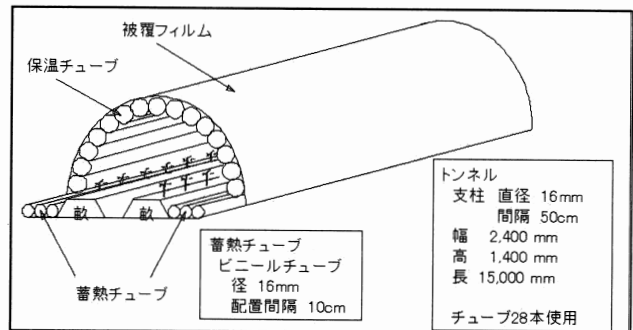 被覆フィルム
保温チューブ
畝
畝
蓄熱チューブ
蓄熱チューブ
ビニールチューブ
径 16mm
配置間隔 10cm
トンネル
支柱 直径 16mm
間隔 50cm
幅 2,400 mm
高 1,400 mm
長 15,000 mm
チューブ28本使用